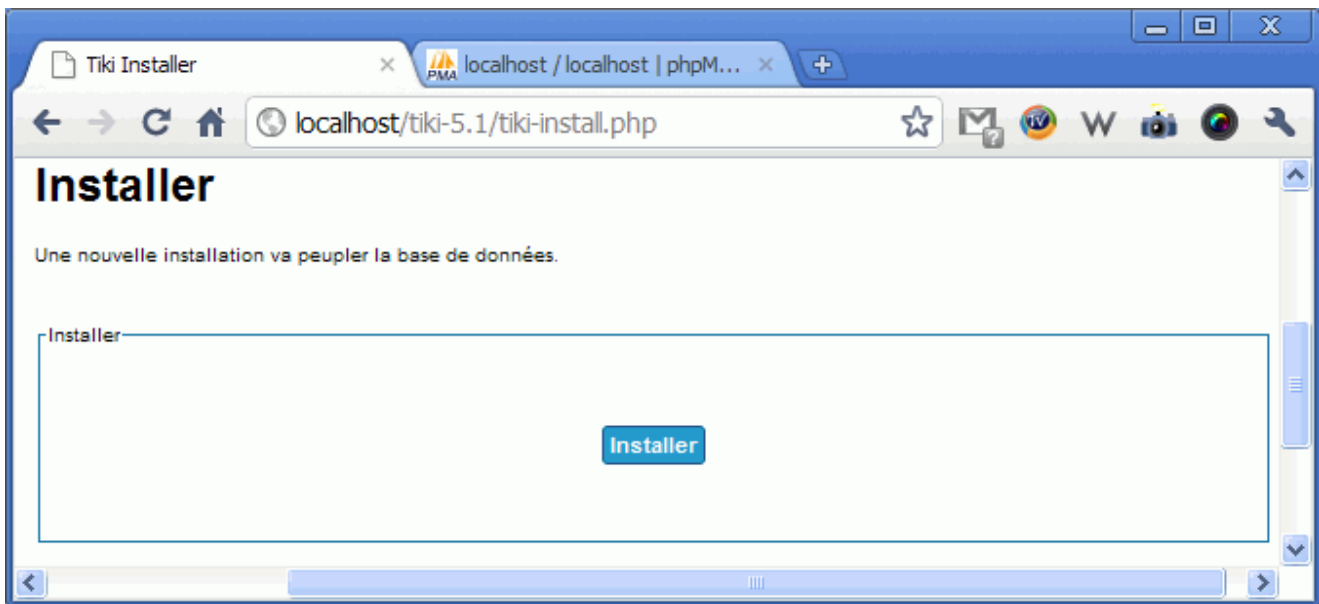 Tiki Installer
PMA localhost / localhost | phpM...
localhost/tiki-5.1/tiki-install.php
Installer
Une nouvelle installation va peupler la base de données.
Installer
Installer